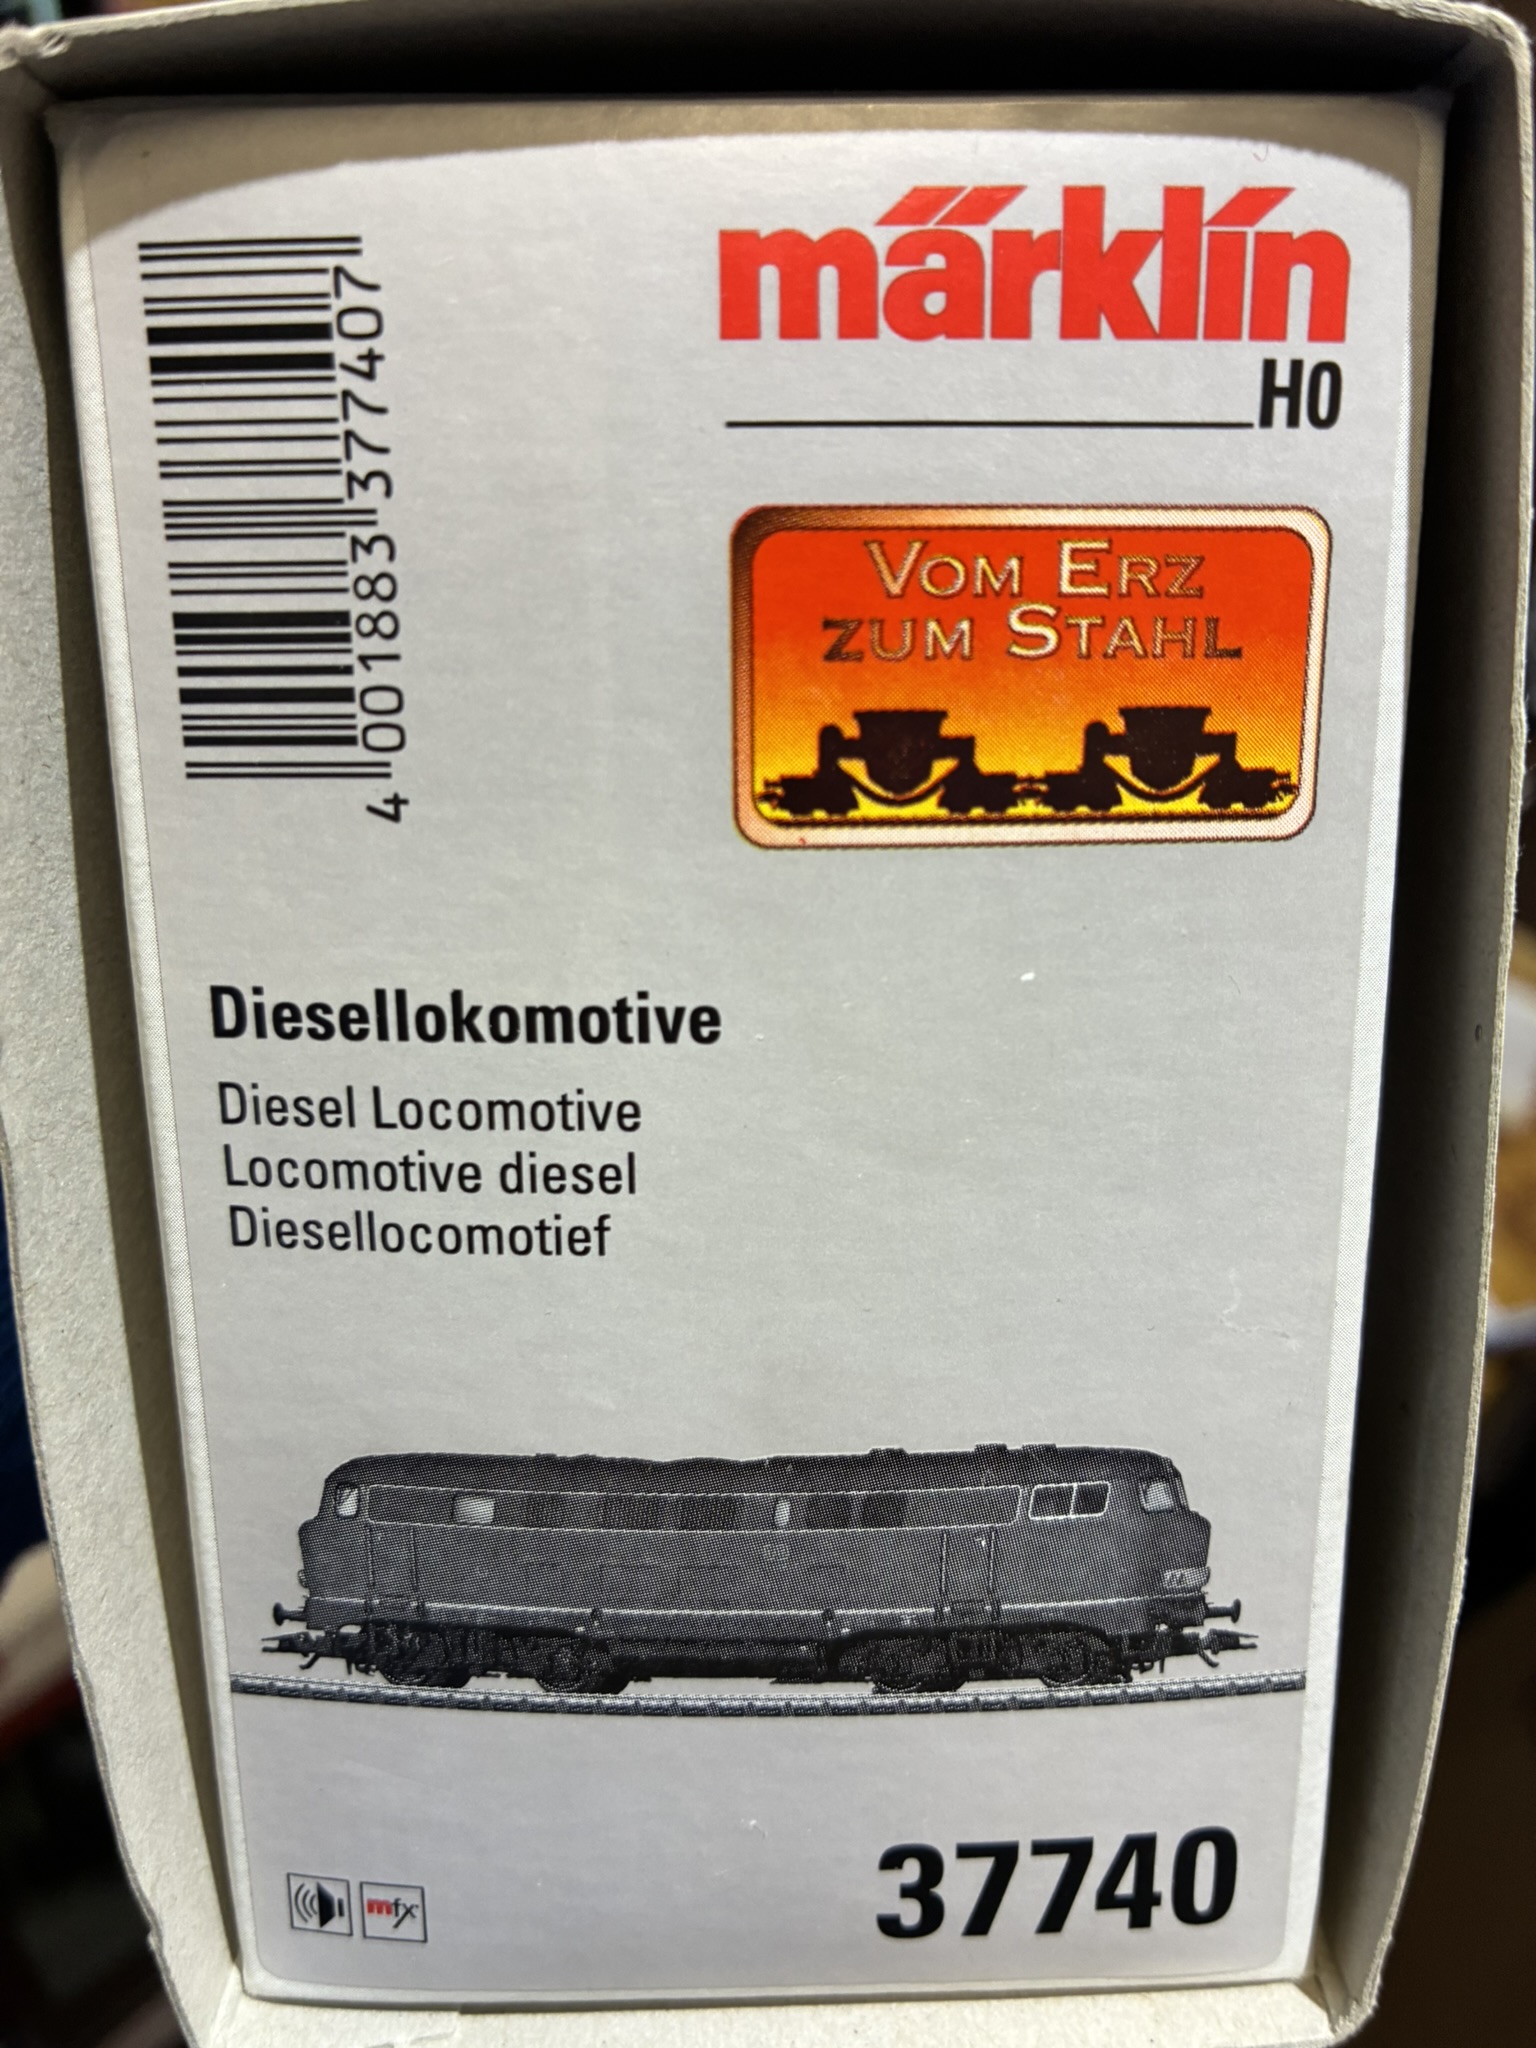 märklin
H0
4 001883 377407
VOM ERZ
ZUM STAHL
Diesellokomotive
Diesel Locomotive
Locomotive diesel
Diesellocomotief
mfx
37740